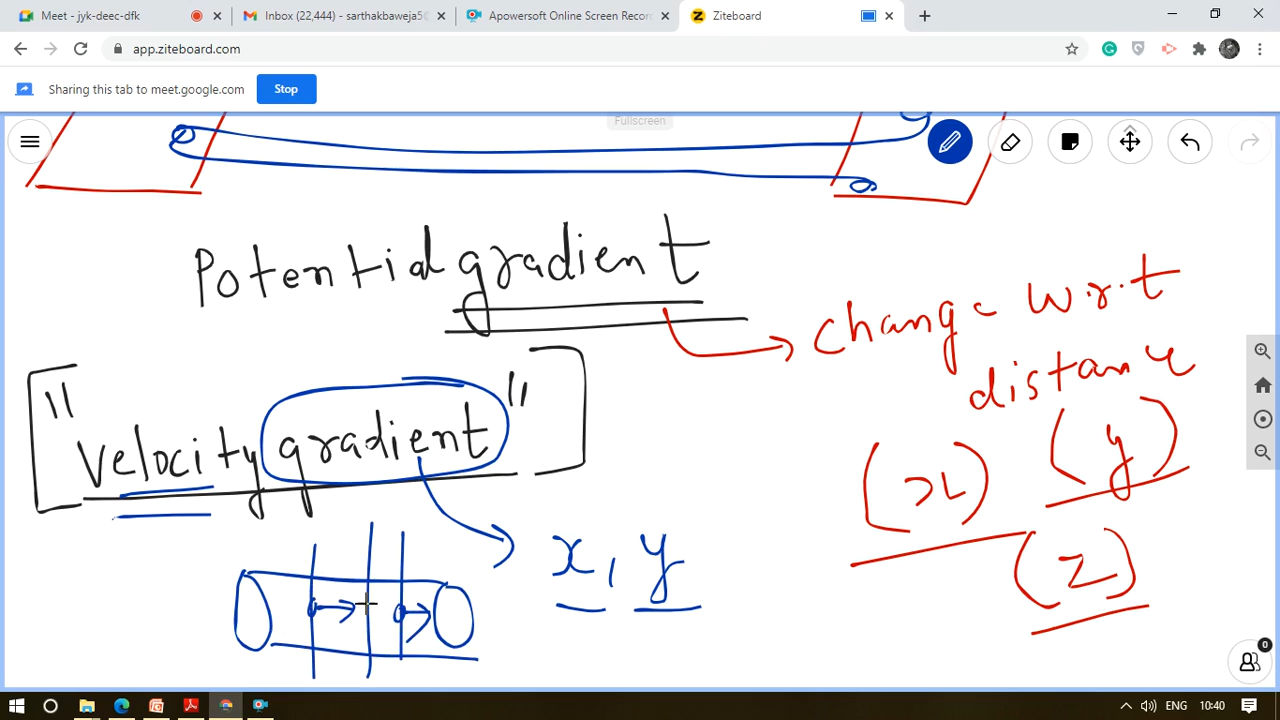 Meet - jyk-deec-dfk
Inbox (22,444) - sarthakbaweja5
Apowersoft Online Screen Recor
Ziteboard
app.ziteboard.com
Sharing this tab to meet.google.com
Stop
Fullscreen
Potential gradient
change w.r.t
distance
"velocity gradient"
(x) (y)
(z)
x, y
0
ENG 10:40